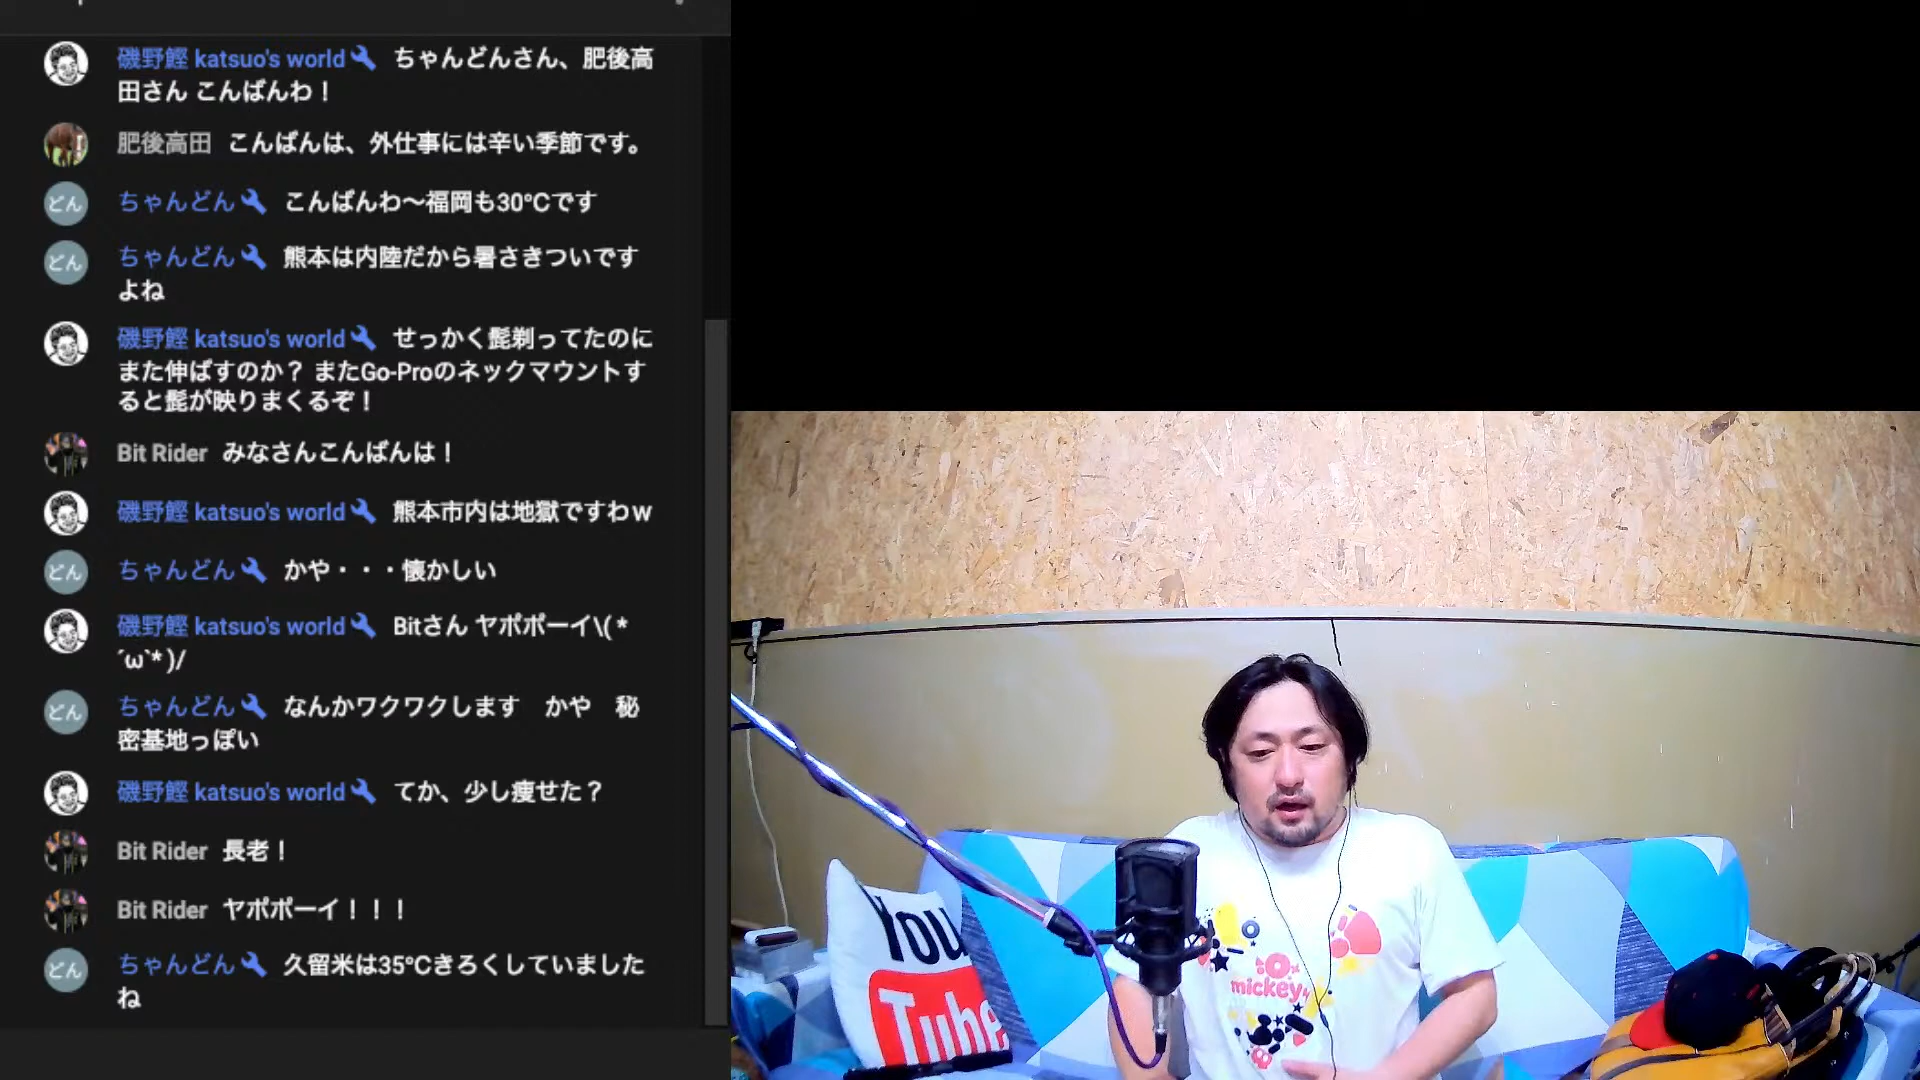 磯野鰹 katsuo's world ちゃんどんさん、肥後高
田さん こんばんわ！
肥後高田 こんばんは、外仕事には辛い季節です。
どん
ちゃんどん こんばんわ〜福岡も30°Cです
どん
ちゃんどん 熊本は内陸だから暑さきついです
よね
磯野鰹 katsuo's world せっかく髭剃ってたのに
また伸ばすのか？ またGo-Proのネックマウントす
ると髭が映りまくるぞ！
Bit Rider みなさんこんばんは！
磯野鰹 katsuo's world 熊本市内は地獄ですわw
どん
ちゃんどん かや・・・懐かしい
磯野鰹 katsuo's world Bitさん ヤポポーイ\( *
´ω`* )/
どん
ちゃんどん なんかワクワクします　かや　秘
密基地っぽい
磯野鰹 katsuo's world てか、少し痩せた？
Bit Rider 長老！
Bit Rider ヤポポーイ！！！
どん
ちゃんどん 久留米は35°Cきろくしていました
ね
You
Tube
mickey